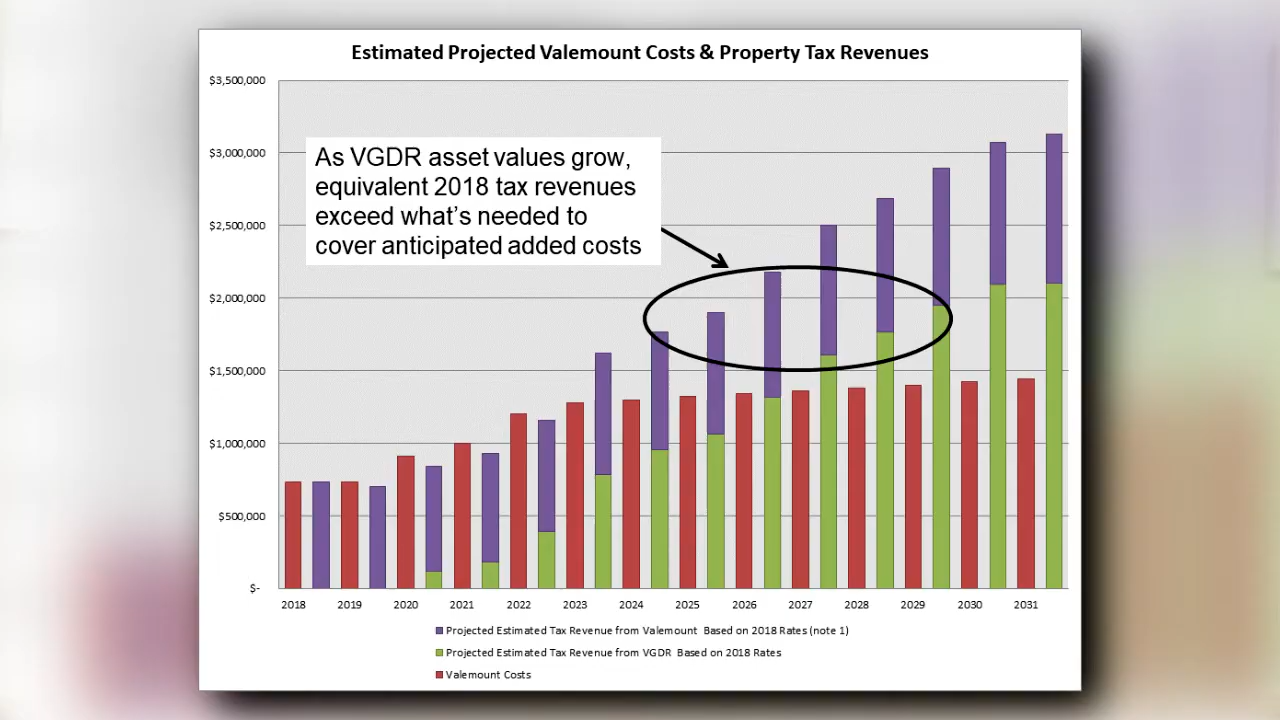 Estimated Projected Valemount Costs & Property Tax Revenues
$3,500,000
$3,000,000
$2,500,000
$2,000,000
$1,500,000
$1,000,000
$500,000
$-
As VGDR asset values grow,
equivalent 2018 tax revenues
exceed what's needed to
cover anticipated added costs
2018 2019 2020 2021 2022 2023 2024 2025 2026 2027 2028 2029 2030 2031
Projected Estimated Tax Revenue from Valemount Based on 2018 Rates (note 1)
Projected Estimated Tax Revenue from VGDR Based on 2018 Rates
Valemount Costs